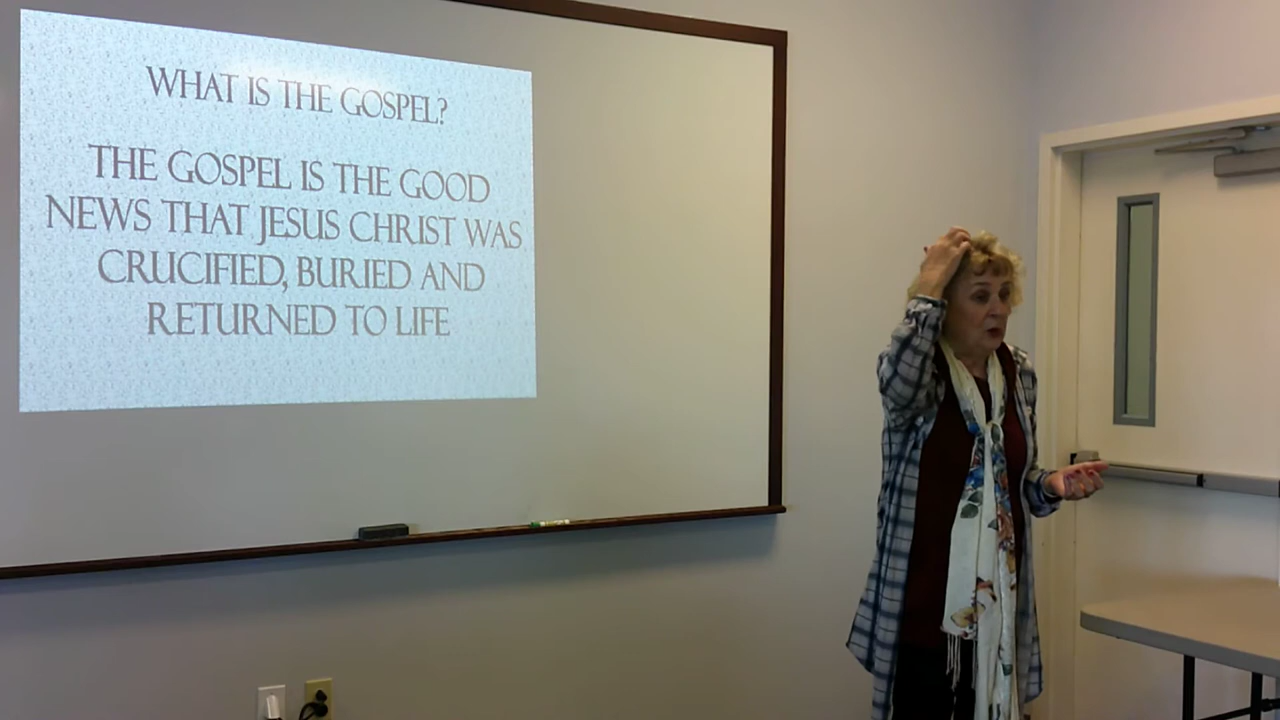 WHAT IS THE GOSPEL?
THE GOSPEL IS THE GOOD
NEWS THAT JESUS CHRIST WAS
CRUCIFIED, BURIED AND
RETURNED TO LIFE